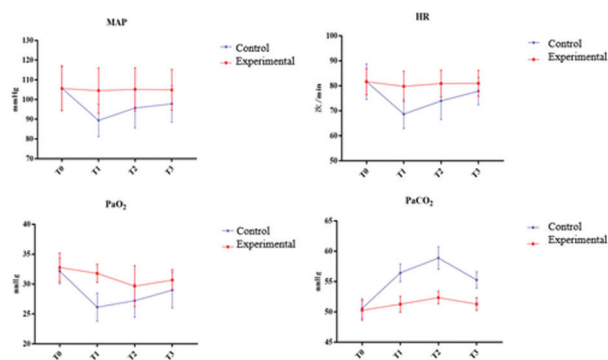 MAP
Control
Experimental
mmHg
130
120
110
100
90
80
70
T0
T1
T2
T3
HR
Control
Experimental
次/min
100
90
80
70
60
50
T0
T1
T2
T3
PaO2
Control
Experimental
mmHg
40
35
30
25
20
T0
T1
T2
T3
PaCO2
Control
Experimental
mmHg
65
60
55
50
45
T0
T1
T2
T3